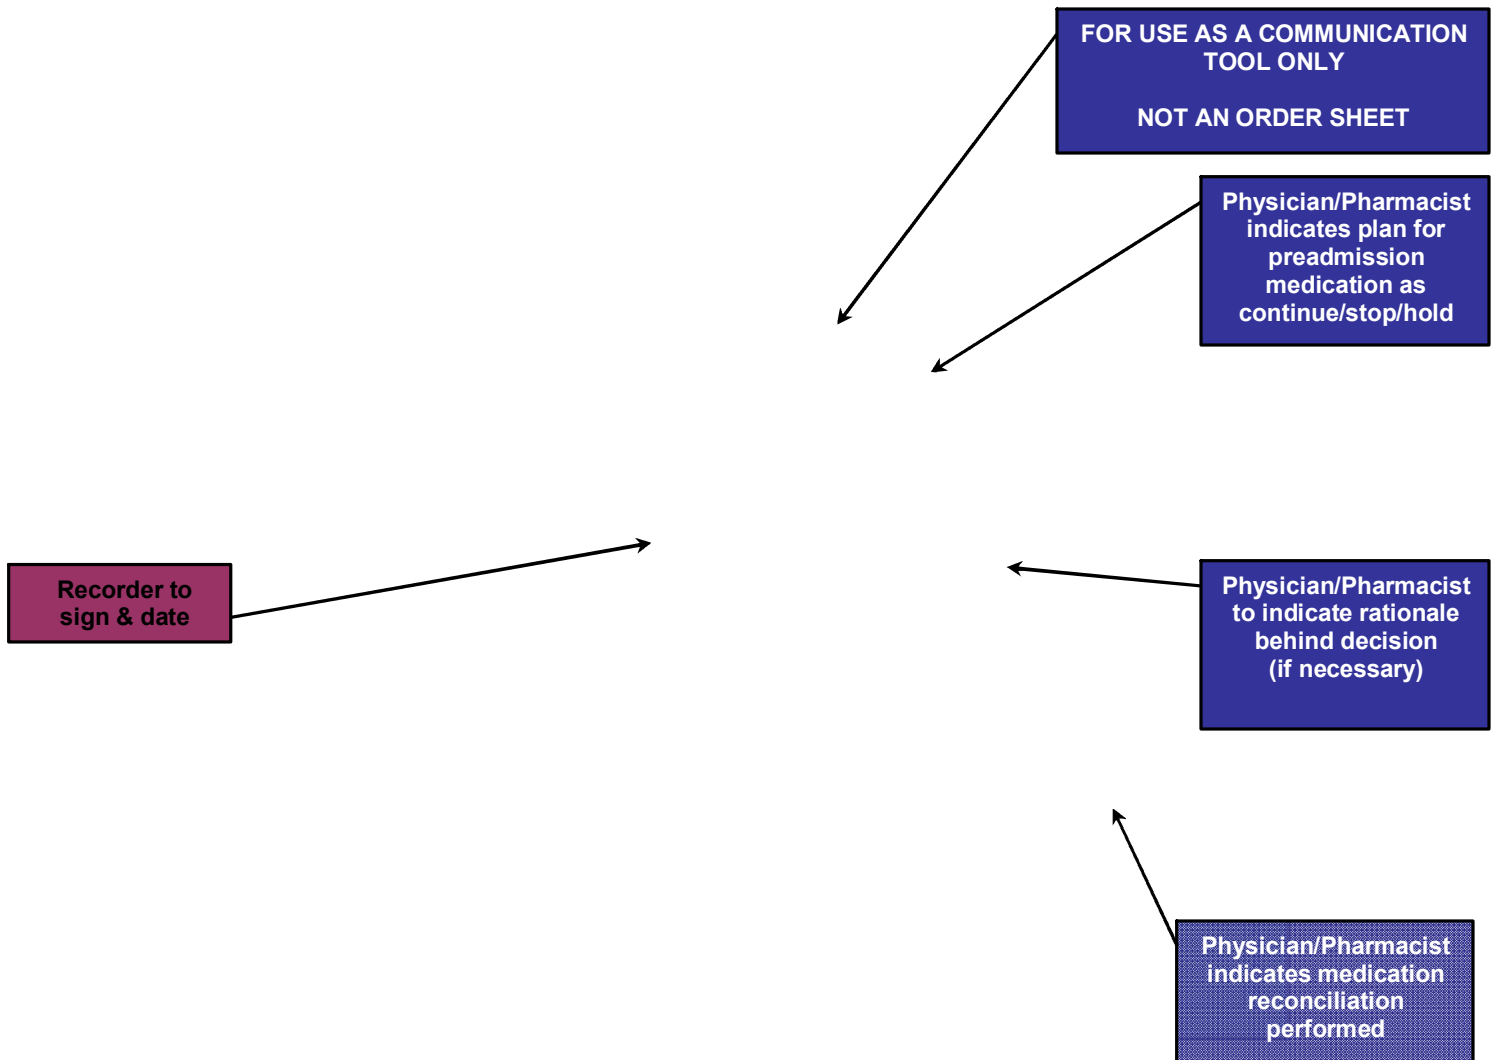 FOR USE AS A COMMUNICATION
TOOL ONLY
NOT AN ORDER SHEET
Physician/Pharmacist
indicates plan for
preadmission
medication as
continue/stop/hold
Recorder to
sign & date
Physician/Pharmacist
to indicate rationale
behind decision
(if necessary)
Physician/Pharmacist
indicates medication
reconciliation
performed